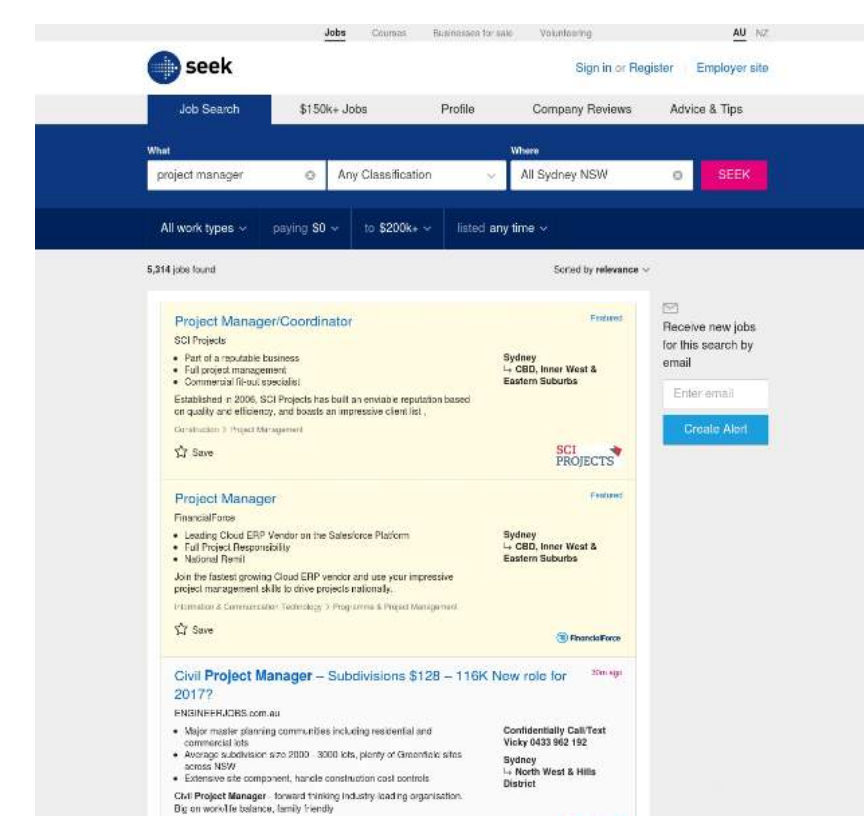 Jobs Courses Businesses for sale Volunteering AU NZ
seek
Sign in or Register Employer site
Job Search $150k+ Jobs Profile Company Reviews Advice & Tips
What Where
project manager Any Classification All Sydney NSW SEEK
All work types paying $0 to $200k+ listed any time
5,314 jobs found Sorted by relevance
Project Manager/Coordinator Featured
SCI Projects
• Part of a reputable business
• Full project management
• Commercial fit-out specialist
Sydney
CBD, Inner West &
Eastern Suburbs
Established in 2006, SCI Projects has built an enviable reputation based
on quality and efficiency, and boasts an impressive client list ,
Construction > Project Management
Save
SCI
PROJECTS
Receive new jobs
for this search by
email
Enter email
Create Alert
Project Manager Featured
FinancialForce
• Leading Cloud ERP Vendor on the Salesforce Platform
• Full Project Responsibility
• National Remit
Sydney
CBD, Inner West &
Eastern Suburbs
Join the fastest growing Cloud ERP vendor and use your impressive
project management skills to drive projects nationally.
Information & Communication Technology > Programme & Project Management
Save
FinancialForce
Civil Project Manager – Subdivisions $128 – 116K New role for
2017?
30m ago
ENGINEERJOBS.com.au
• Major master planning communities including residential and
commercial lots
• Average subdivision size 2000 - 3000 lots, plenty of Greenfield sites
across NSW
• Extensive site component, handle construction cost controls
Confidentially Call/Text
Vicky 0433 962 192
Sydney
North West & Hills
District
Civil Project Manager - forward thinking industry leading organisation.
Big on work/life balance, family friendly